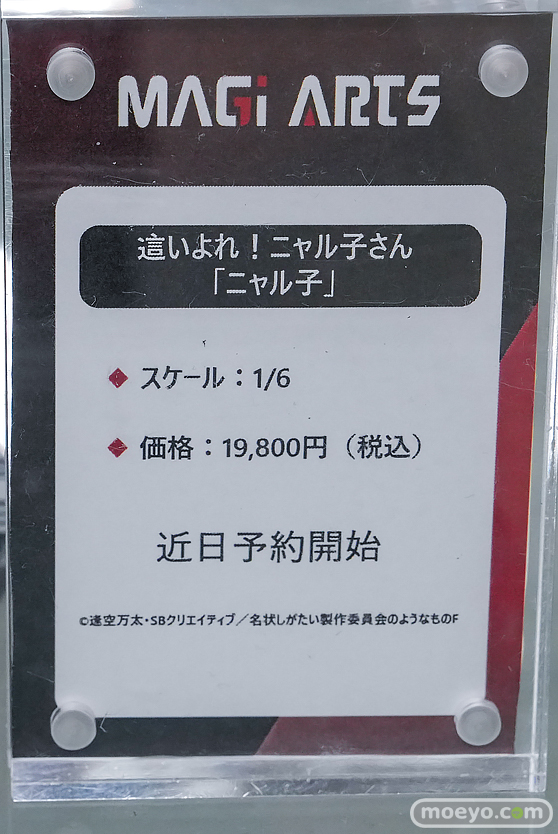 MAGi ARTS
這いよれ！ニャル子さん
「ニャル子」
◆ スケール：1/6
◆ 価格：19,800円（税込）
近日予約開始
©逢空万太・SBクリエイティブ／名状しがたい製作委員会のようなものF
moeyo.com